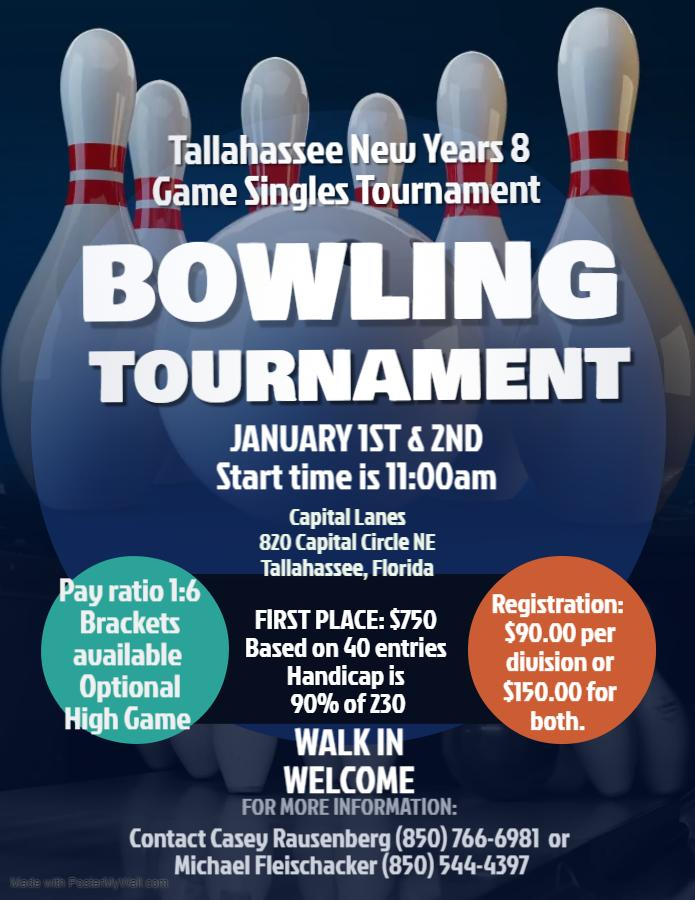 Tallahassee New Years 8
Game Singles Tournament
BOWLING
TOURNAMENT
JANUARY 1ST & 2ND
Start time is 11:00am
Capital Lanes
820 Capital Circle NE
Tallahassee, Florida
Pay ratio 1:6
Brackets
available
Optional
High Game
FIRST PLACE: $750
Based on 40 entries
Handicap is
90% of 230
Registration:
$90.00 per
division or
$150.00 for
both.
WALK IN
WELCOME
FOR MORE INFORMATION:
Contact Casey Rausenberg (850) 766-6981 or
Michael Fleischacker (850) 544-4397
Made with PosterMyWall.com